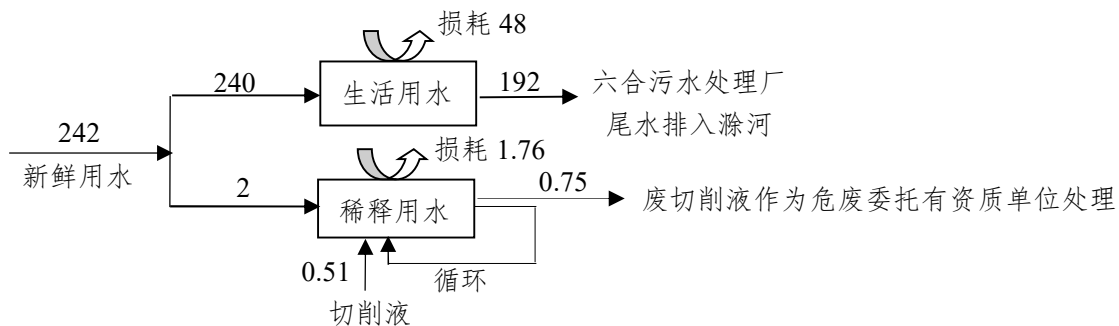 损耗 48
240
生活用水
192
六合污水处理厂
尾水排入滁河
242
新鲜用水
损耗 1.76
2
稀释用水
0.75
废切削液作为危废委托有资质单位处理
0.51
循环
切削液